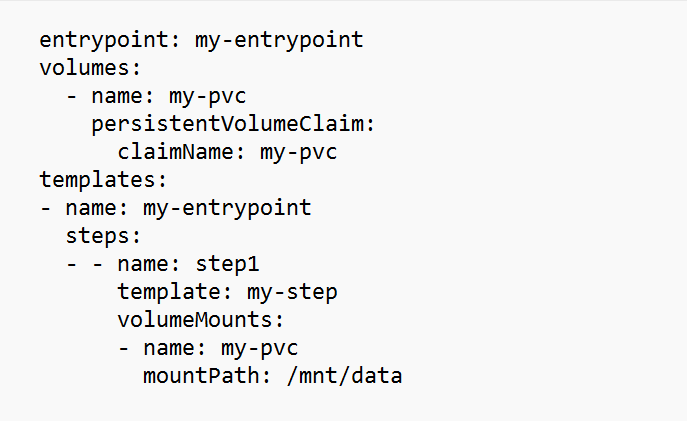 entrypoint: my-entrypoint
volumes:
  - name: my-pvc
    persistentVolumeClaim:
      claimName: my-pvc
templates:
- name: my-entrypoint
  steps:
  - - name: step1
      template: my-step
      volumeMounts:
      - name: my-pvc
        mountPath: /mnt/data